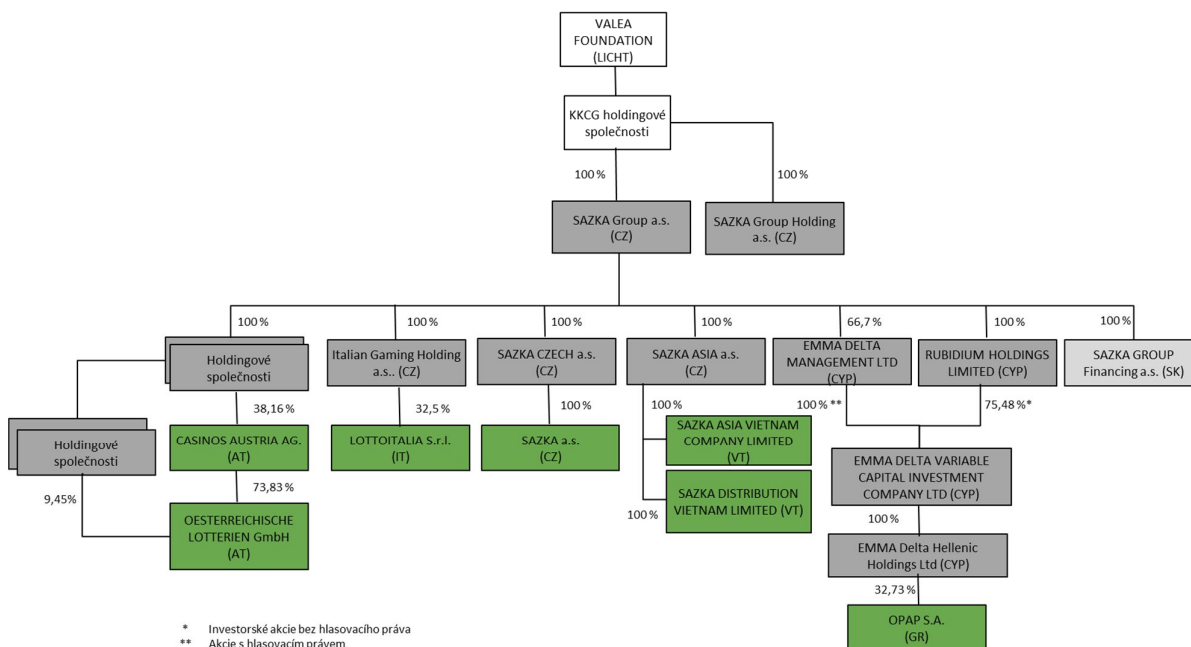 VALEA
FOUNDATION
(LICHT)
KKCG holdingové
společnosti
100 %
100 %
SAZKA Group a.s.
(CZ)
SAZKA Group Holding
a.s. (CZ)
100 %
100 %
100 %
100 %
66,7 %
100 %
100 %
Holdingové
společnosti
Italian Gaming Holding
a.s.. (CZ)
SAZKA CZECH a.s.
(CZ)
SAZKA ASIA a.s.
(CZ)
EMMA DELTA
MANAGEMENT LTD
(CYP)
RUBIDIUM HOLDINGS
LIMITED (CYP)
SAZKA GROUP
Financing a.s. (SK)
38,16 %
32,5 %
100 %
100 %
100 % **
75,48 %*
Holdingové
společnosti
CASINOS AUSTRIA AG.
(AT)
LOTTOITALIA S.r.l.
(IT)
SAZKA a.s.
(CZ)
SAZKA ASIA VIETNAM
COMPANY LIMITED
(VT)
EMMA DELTA VARIABLE
CAPITAL INVESTMENT
COMPANY LTD (CYP)
9,45%
73,83 %
100 %
SAZKA DISTRIBUTION
VIETNAM LIMITED (VT)
100 %
OESTERREICHISCHE
LOTTERIEN GmbH
(AT)
EMMA Delta Hellenic
Holdings Ltd (CYP)
32,73 %
OPAP S.A.
(GR)
* Investorské akcie bez hlasovacího práva
** Akcie s hlasovacím právem